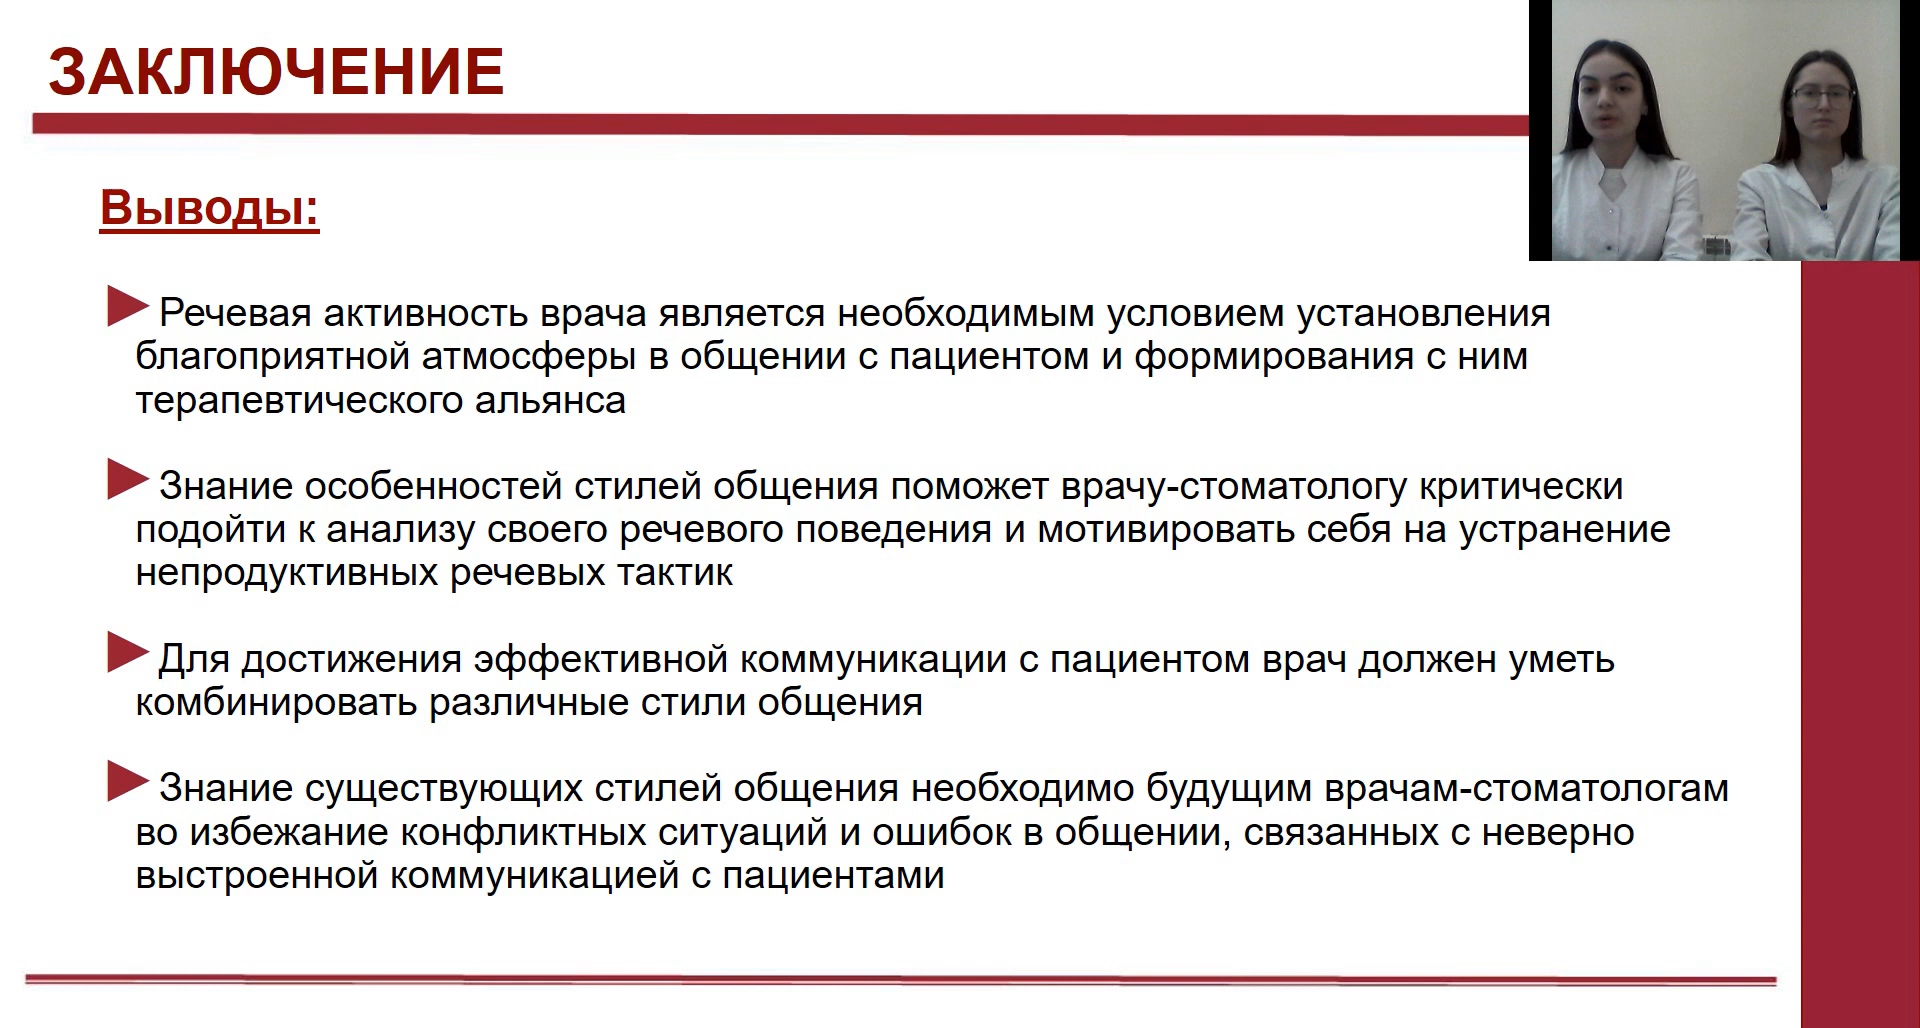 ЗАКЛЮЧЕНИЕ
Выводы:
Речевая активность врача является необходимым условием установления
благоприятной атмосферы в общении с пациентом и формирования с ним
терапевтического альянса
Знание особенностей стилей общения поможет врачу-стоматологу критически
подойти к анализу своего речевого поведения и мотивировать себя на устранение
непродуктивных речевых тактик
Для достижения эффективной коммуникации с пациентом врач должен уметь
комбинировать различные стили общения
Знание существующих стилей общения необходимо будущим врачам-стоматологам
во избежание конфликтных ситуаций и ошибок в общении, связанных с неверно
выстроенной коммуникацией с пациентами